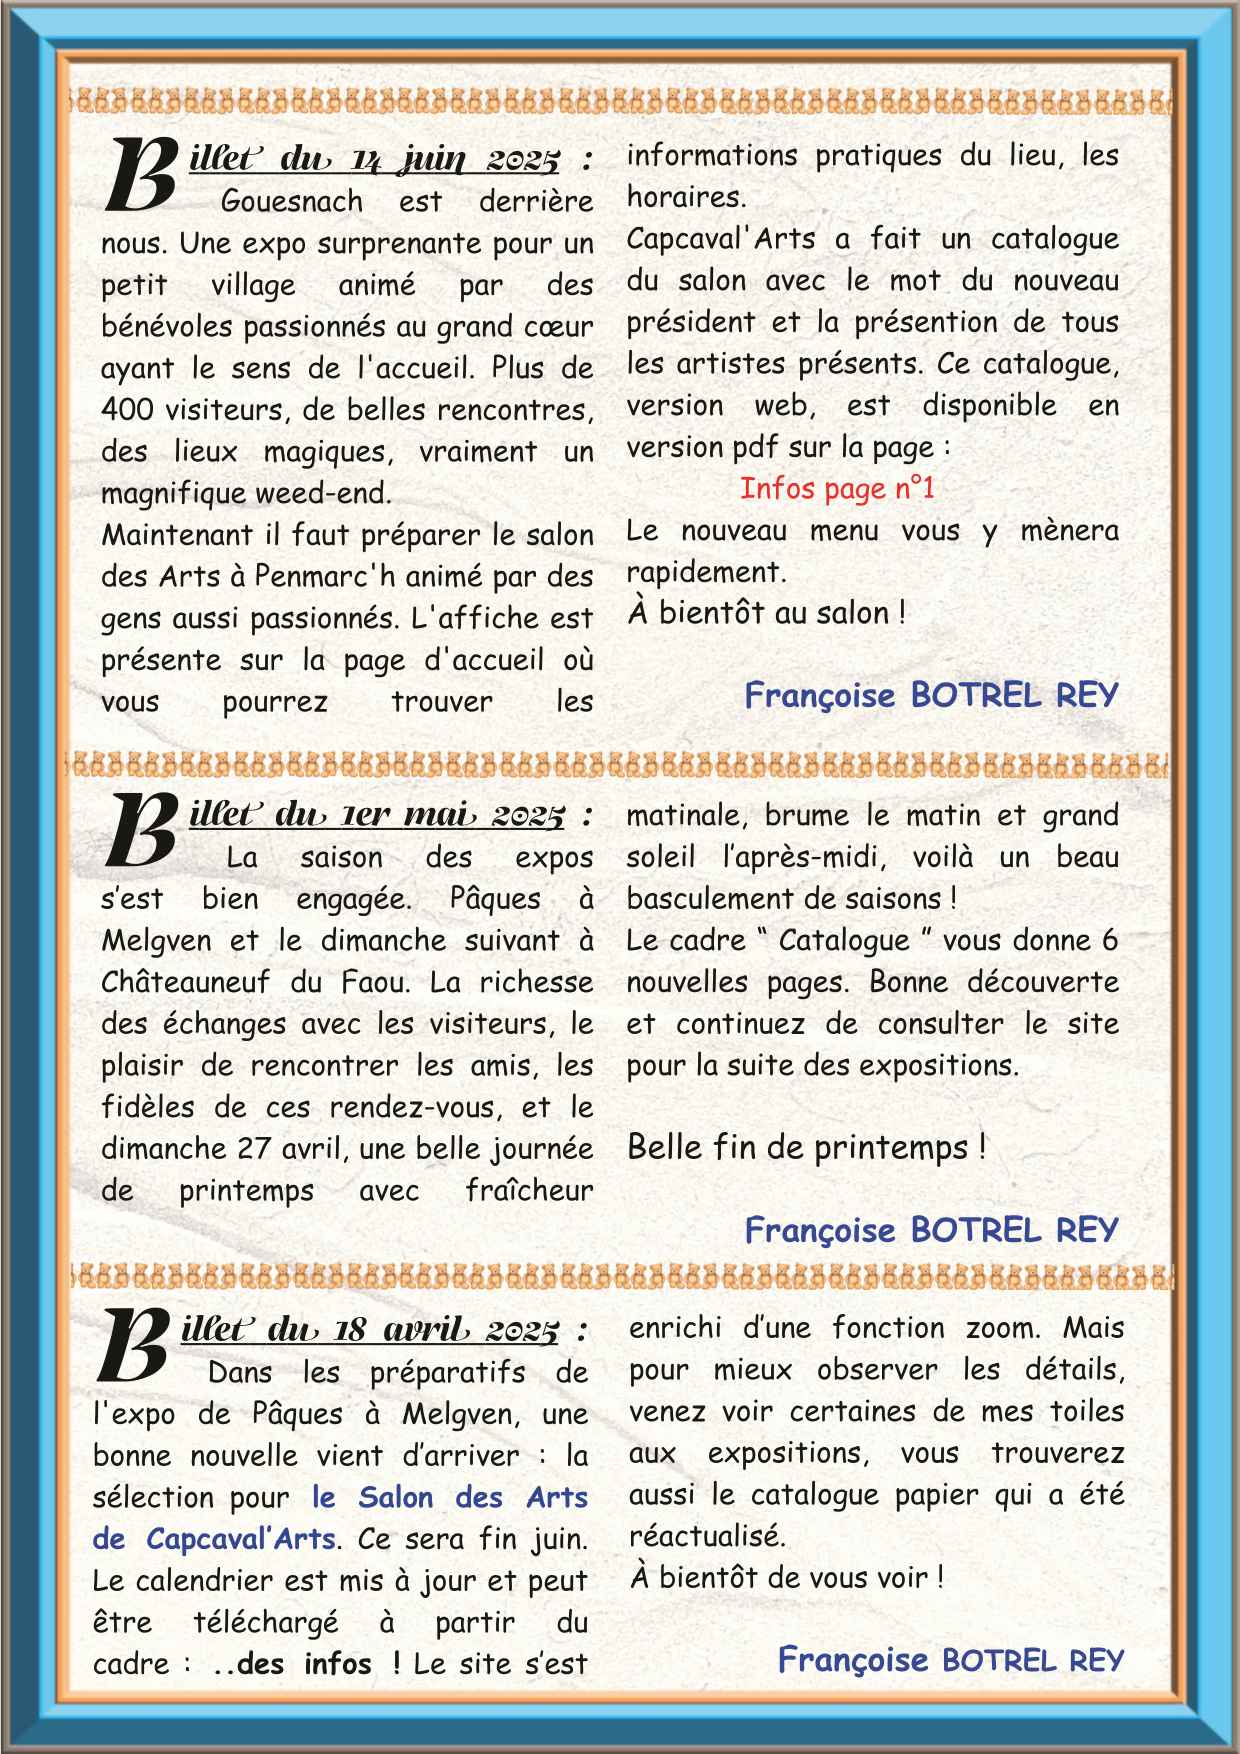 Billet du 14 juin 2025 :
Gouesnach est derrière
nous. Une expo surprenante pour un
petit village animé par des
bénévoles passionnés au grand cœur
ayant le sens de l'accueil. Plus de
400 visiteurs, de belles rencontres,
des lieux magiques, vraiment un
magnifique weed-end.
Maintenant il faut préparer le salon
des Arts à Penmarc'h animé par des
gens aussi passionnés. L'affiche est
présente sur la page d'accueil où
vous pourrez trouver les
informations pratiques du lieu, les
horaires.
Capcaval'Arts a fait un catalogue
du salon avec le mot du nouveau
président et la présention de tous
les artistes présents. Ce catalogue,
version web, est disponible en
version pdf sur la page :
Infos page n°1
Le nouveau menu vous y mènera
rapidement.
À bientôt au salon !
Françoise BOTREL REY
Billet du 1er mai 2025 :
La saison des expos
s’est bien engagée. Pâques à
Melgven et le dimanche suivant à
Châteauneuf du Faou. La richesse
des échanges avec les visiteurs, le
plaisir de rencontrer les amis, les
fidèles de ces rendez-vous, et le
dimanche 27 avril, une belle journée
de printemps avec fraîcheur
matinale, brume le matin et grand
soleil l’après-midi, voilà un beau
basculement de saisons !
Le cadre “ Catalogue ” vous donne 6
nouvelles pages. Bonne découverte
et continuez de consulter le site
pour la suite des expositions.
Belle fin de printemps !
Françoise BOTREL REY
Billet du 18 avril 2025 :
Dans les préparatifs de
l'expo de Pâques à Melgven, une
bonne nouvelle vient d’arriver : la
sélection pour le Salon des Arts
de Capcaval’Arts. Ce sera fin juin.
Le calendrier est mis à jour et peut
être téléchargé à partir du
cadre : ..des infos ! Le site s’est
enrichi d’une fonction zoom. Mais
pour mieux observer les détails,
venez voir certaines de mes toiles
aux expositions, vous trouverez
aussi le catalogue papier qui a été
réactualisé.
À bientôt de vous voir !
Françoise BOTREL REY